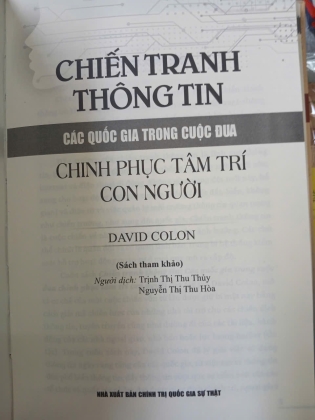 CHIẾN TRANH
THÔNG TIN
CÁC QUỐC GIA TRONG CUỘC ĐUA
CHINH PHỤC TÂM TRÍ
CON NGƯỜI
DAVID COLON
(Sách tham khảo)
Người dịch: Trịnh Thị Thu Thủy
Nguyễn Thị Thu Hòa
NHÀ XUẤT BẢN CHÍNH TRỊ QUỐC GIA SỰ THẬT